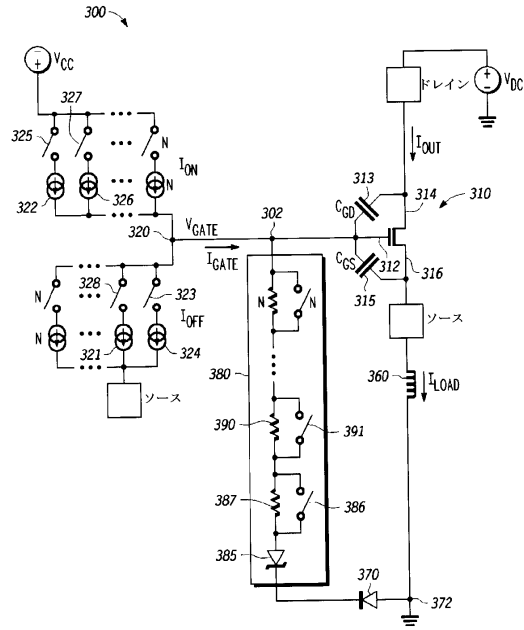 300
VCC
ドレイン
VDC
325
327
N
IOUT
ION
313
314
310
322
326
N
CGD
320
VGATE
302
312
IGATE
CGS
316
315
N
328
323
N
N
IOFF
ソース
N
321
324
380
360
ILOAD
ソース
390
391
387
386
385
370
372